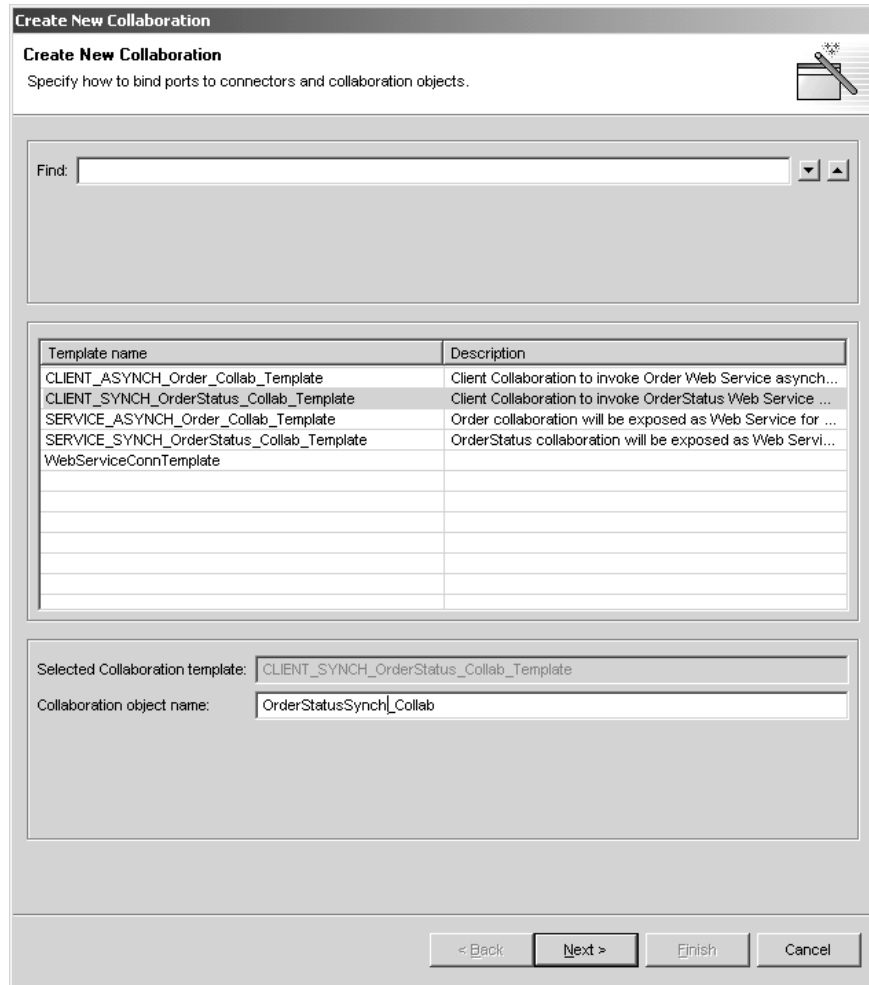 Create New Collaboration
Create New Collaboration
Specify how to bind ports to connectors and collaboration objects.
Find:
Template name Description
CLIENT_ASYNCH_Order_Collab_Template Client Collaboration to invoke Order Web Service asynch...
CLIENT_SYNCH_OrderStatus_Collab_Template Client Collaboration to invoke OrderStatus Web Service ...
SERVICE_ASYNCH_Order_Collab_Template Order collaboration will be exposed as Web Service for ...
SERVICE_SYNCH_OrderStatus_Collab_Template OrderStatus collaboration will be exposed as Web Servi...
WebServiceConnTemplate
Selected Collaboration template: CLIENT_SYNCH_OrderStatus_Collab_Template
Collaboration object name: OrderStatusSynch_Collab
< Back Next > Finish Cancel